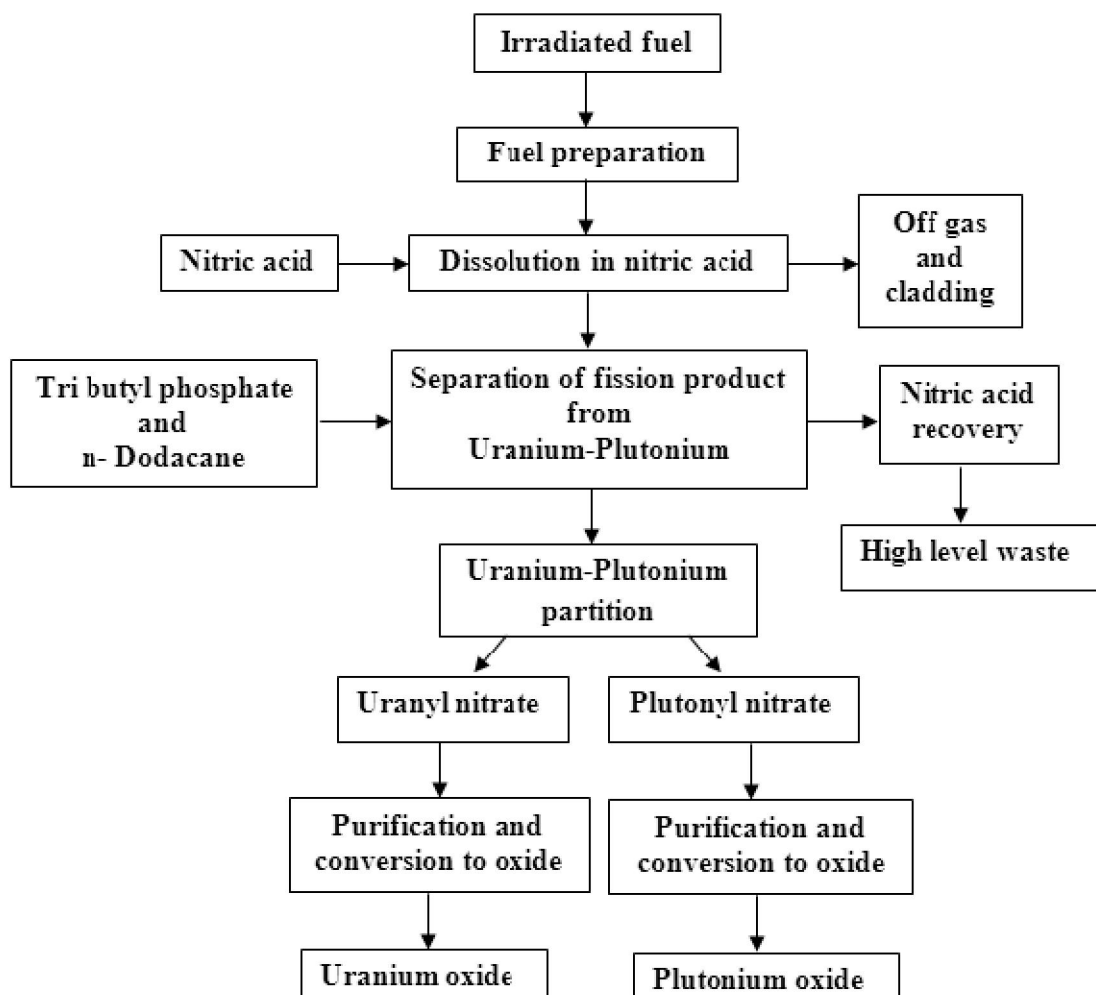 Irradiated fuel
Fuel preparation
Nitric acid
Dissolution in nitric acid
Off gas
and
cladding
Tri butyl phosphate
and
n- Dodacane
Separation of fission product
from
Uranium-Plutonium
Nitric acid
recovery
High level waste
Uranium-Plutonium
partition
Uranyl nitrate
Plutonyl nitrate
Purification and
conversion to oxide
Purification and
conversion to oxide
Uranium oxide
Plutonium oxide